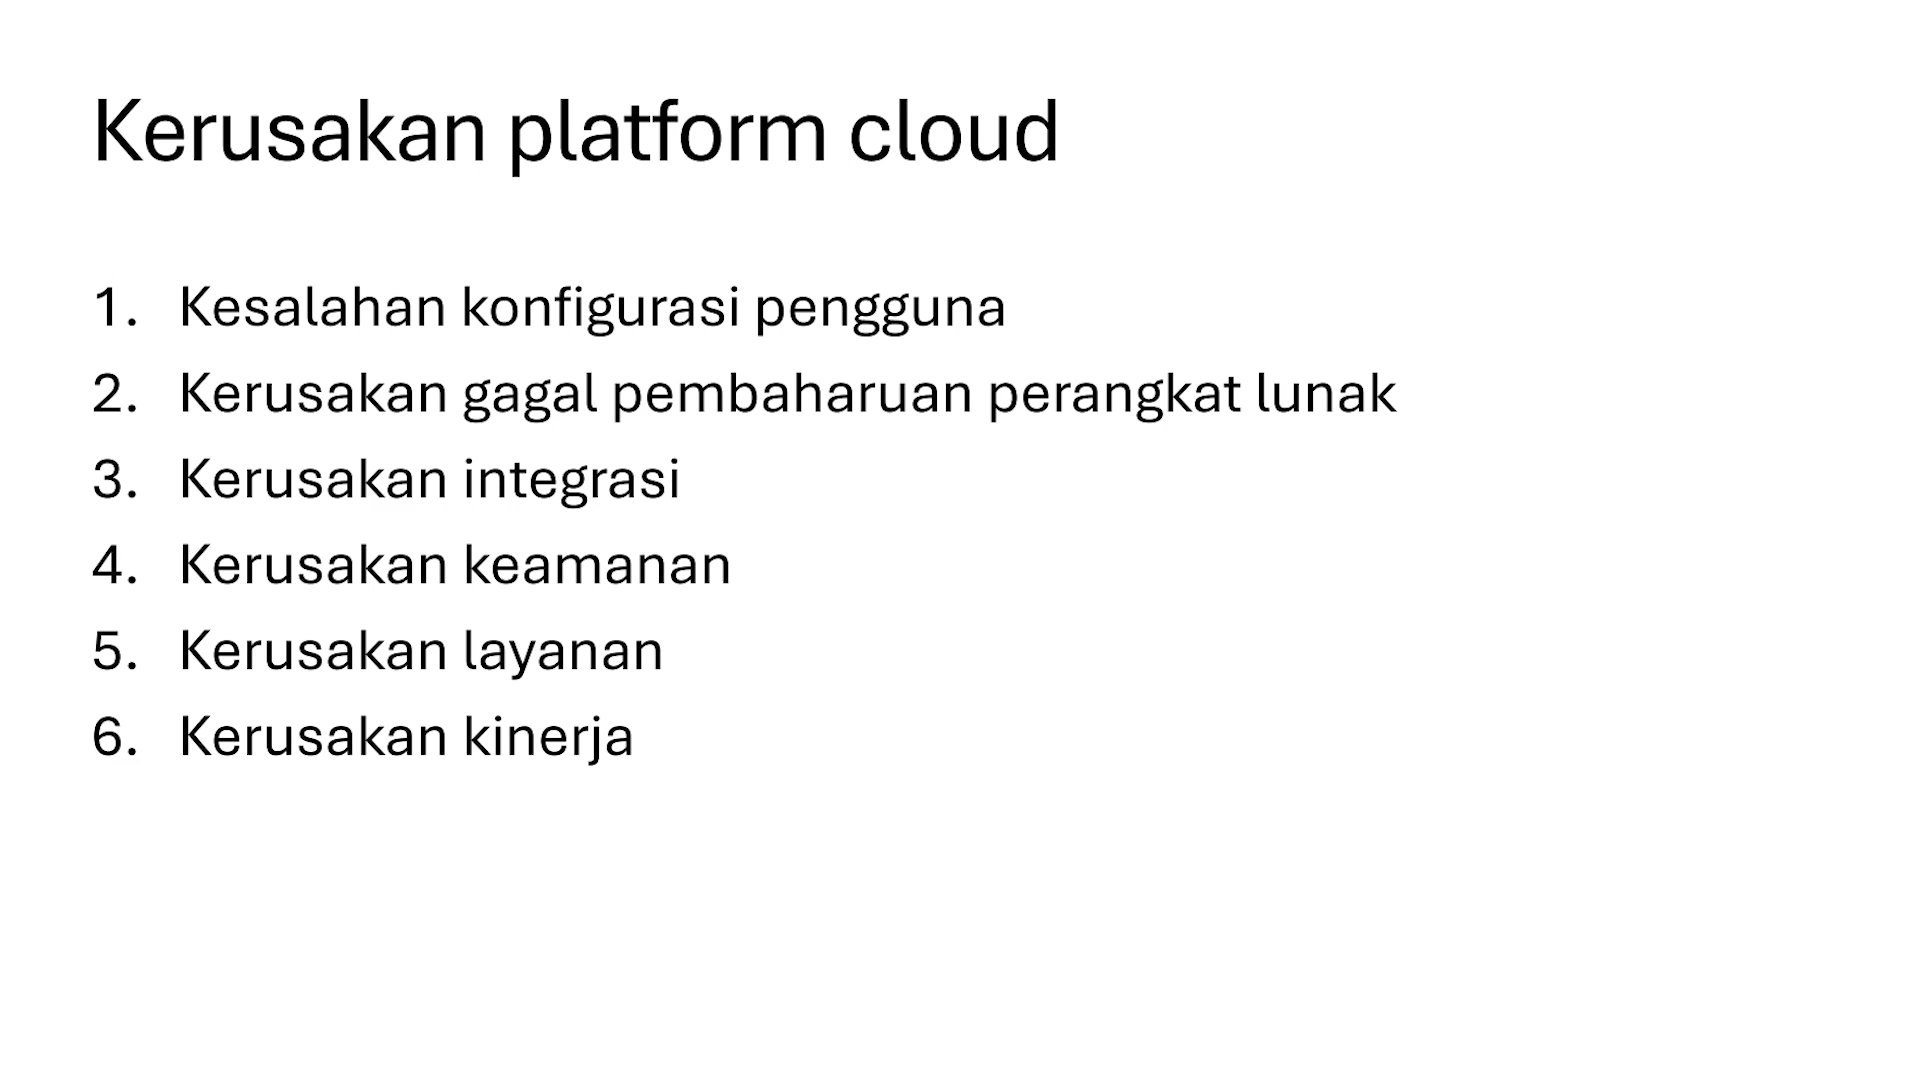 Kerusakan platform cloud
1. Kesalahan konfigurasi pengguna
2. Kerusakan gagal pembaharuan perangkat lunak
3. Kerusakan integrasi
4. Kerusakan keamanan
5. Kerusakan layanan
6. Kerusakan kinerja